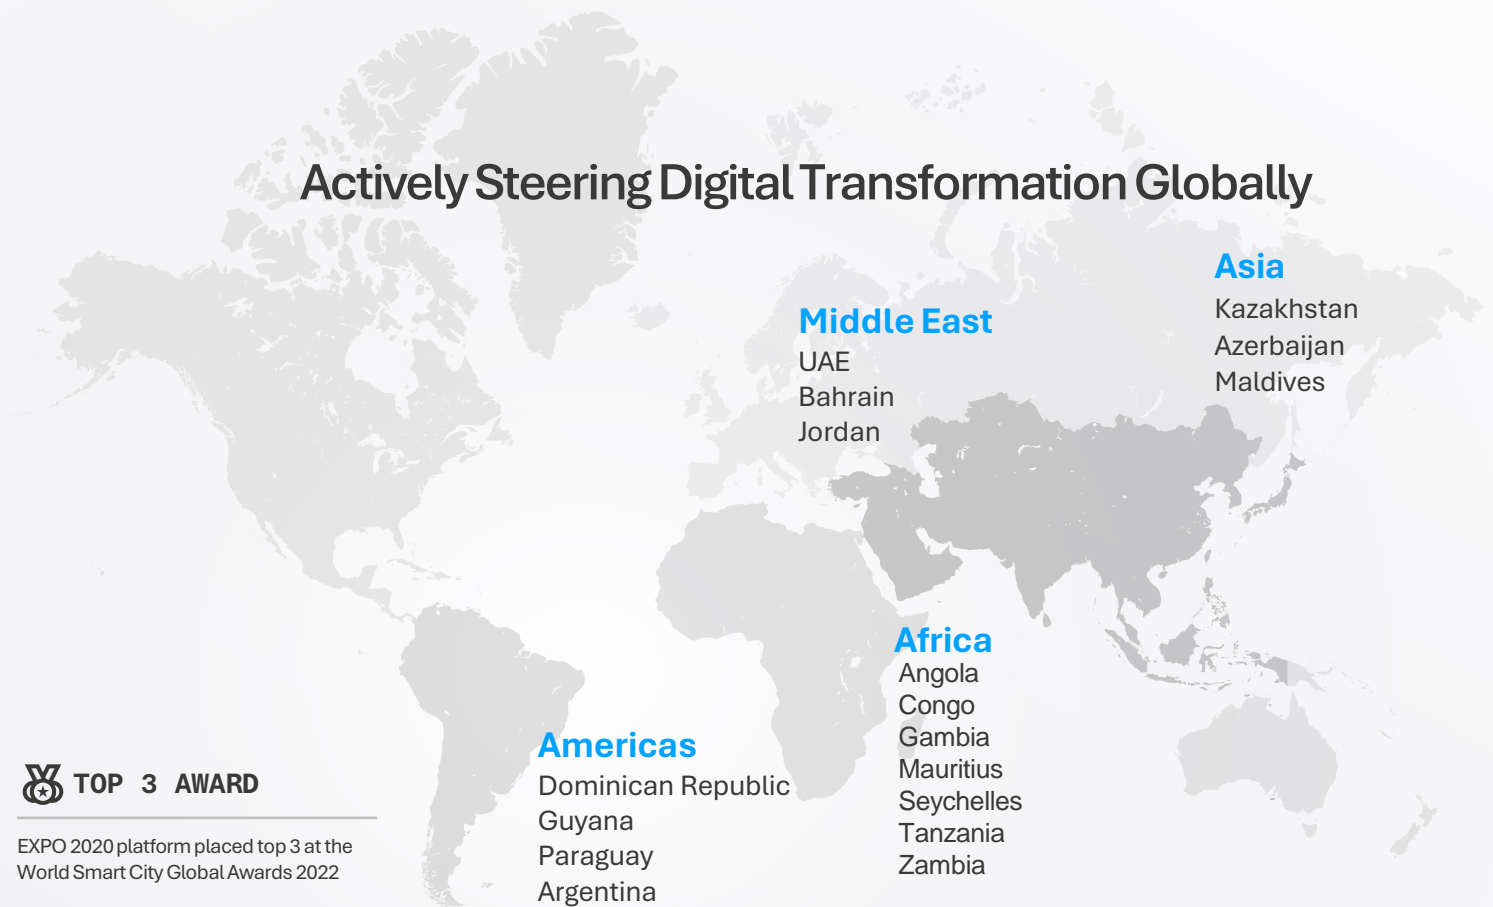 Actively Steering Digital Transformation Globally
Asia
Kazakhstan
Azerbaijan
Maldives
Middle East
UAE
Bahrain
Jordan
Africa
Angola
Congo
Gambia
Mauritius
Seychelles
Tanzania
Zambia
Americas
Dominican Republic
Guyana
Paraguay
Argentina
TOP 3 AWARD
EXPO 2020 platform placed top 3 at the
World Smart City Global Awards 2022